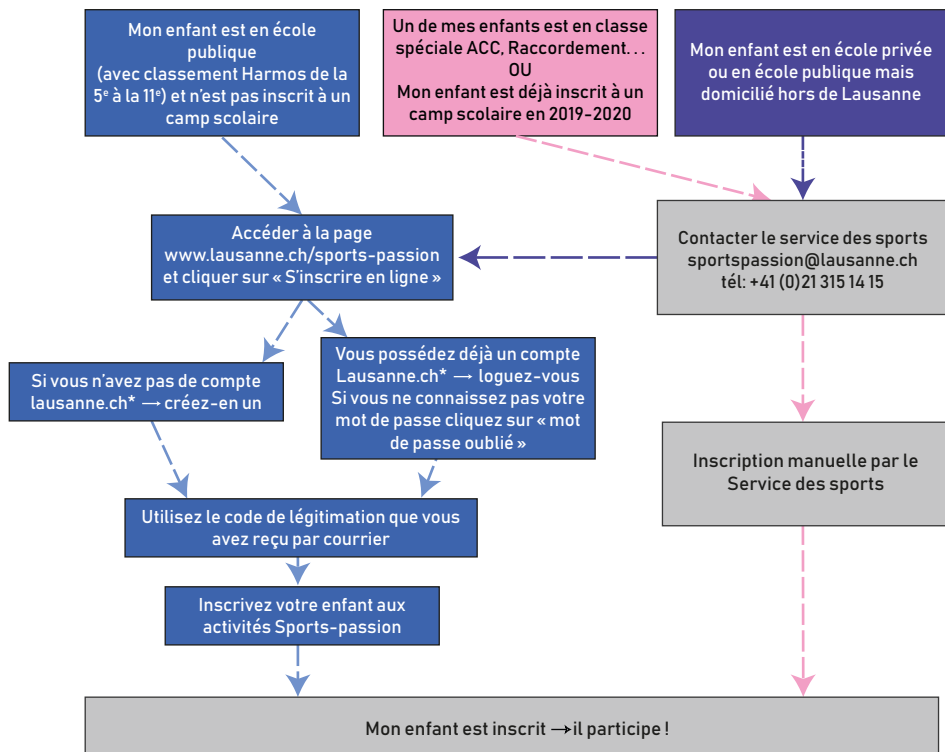 Mon enfant est en école
publique
(avec classement Harmos de la
5e à la 11e) et n'est pas inscrit à un
camp scolaire
Un de mes enfants est en classe
spéciale ACC, Raccordement. . .
OU
Mon enfant est déjà inscrit à un
camp scolaire en 2019-2020
Mon enfant est en école privée
ou en école publique mais
domicilié hors de Lausanne
Accéder à la page
www.lausanne.ch/sports-passion
et cliquer sur « S'inscrire en ligne »
Contacter le service des sports
sportspassion@lausanne.ch
tél: +41 (0)21 315 14 15
Si vous n'avez pas de compte
lausanne.ch* → créez-en un
Vous possédez déjà un compte
Lausanne.ch* → loguez-vous
Si vous ne connaissez pas votre
mot de passe cliquez sur « mot
de passe oublié »
Inscription manuelle par le
Service des sports
Utilisez le code de légitimation que vous
avez reçu par courrier
Inscrivez votre enfant aux
activités Sports-passion
Mon enfant est inscrit → il participe !